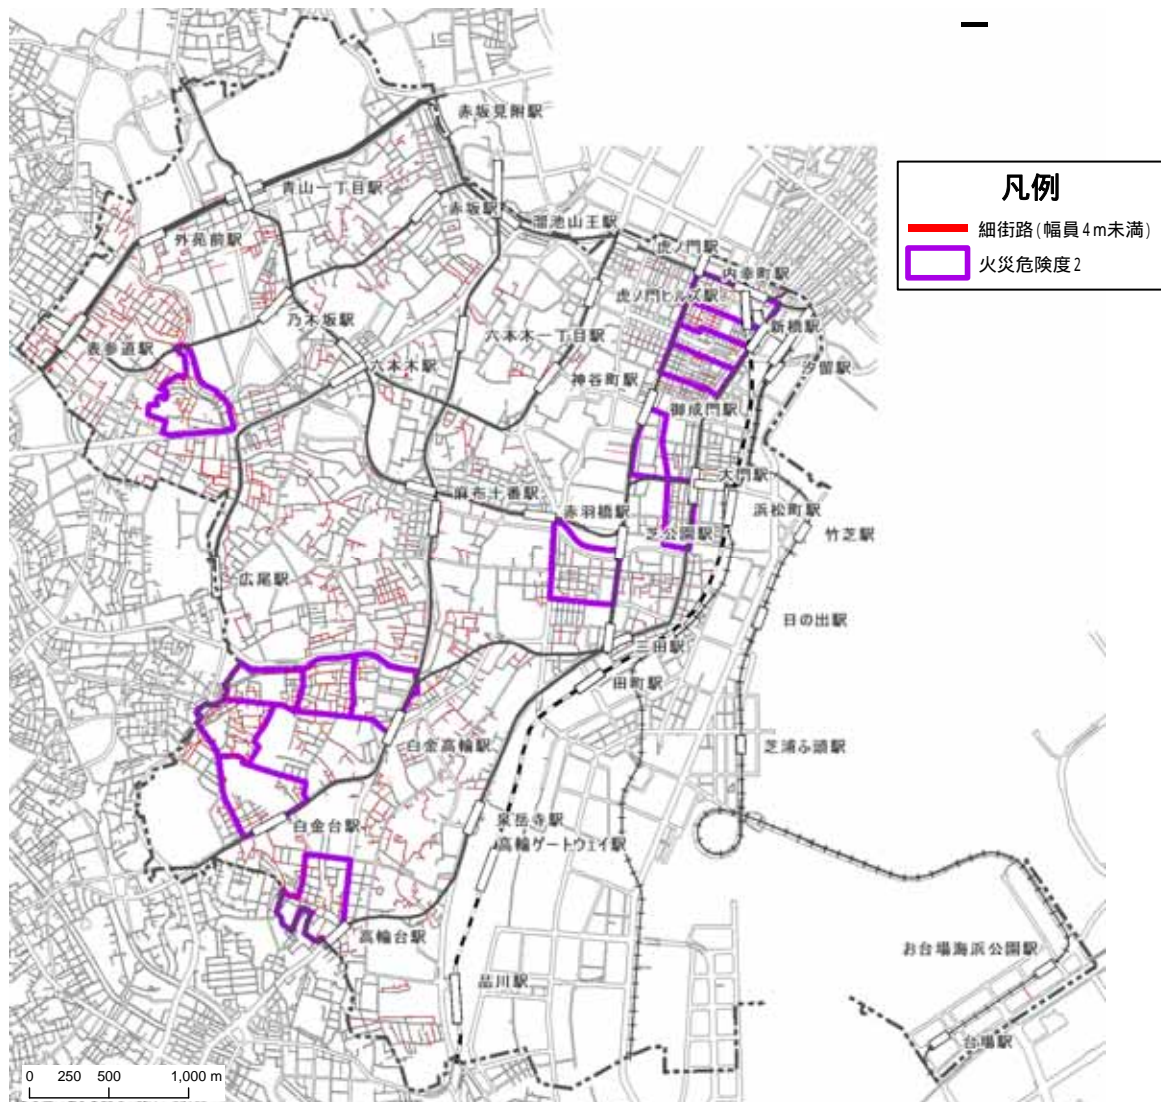 赤坂見附駅
凡例
青山一丁目駅
赤坂駅
細街路(幅員4m未満)
溜池山王駅
外苑前駅
虎ノ門駅
火災危険度2
内幸町駅
虎ノ門ヒルズ駅
乃木坂駅
新橋駅
六本木一丁目駅
表参道駅
六本木駅
汐留駅
神谷町駅
御成門駅
大門駅
麻布十番駅
赤羽橋駅
浜松町駅
芝公園駅
竹芝駅
広尾駅
日の出駅
三田駅
田町駅
白金高輪駅
芝浦ふ頭駅
泉岳寺駅
白金台駅
高輪ゲートウェイ駅
高輪台駅
お台場海浜公園駅
品川駅
台場駅
0 250 500 1,000 m